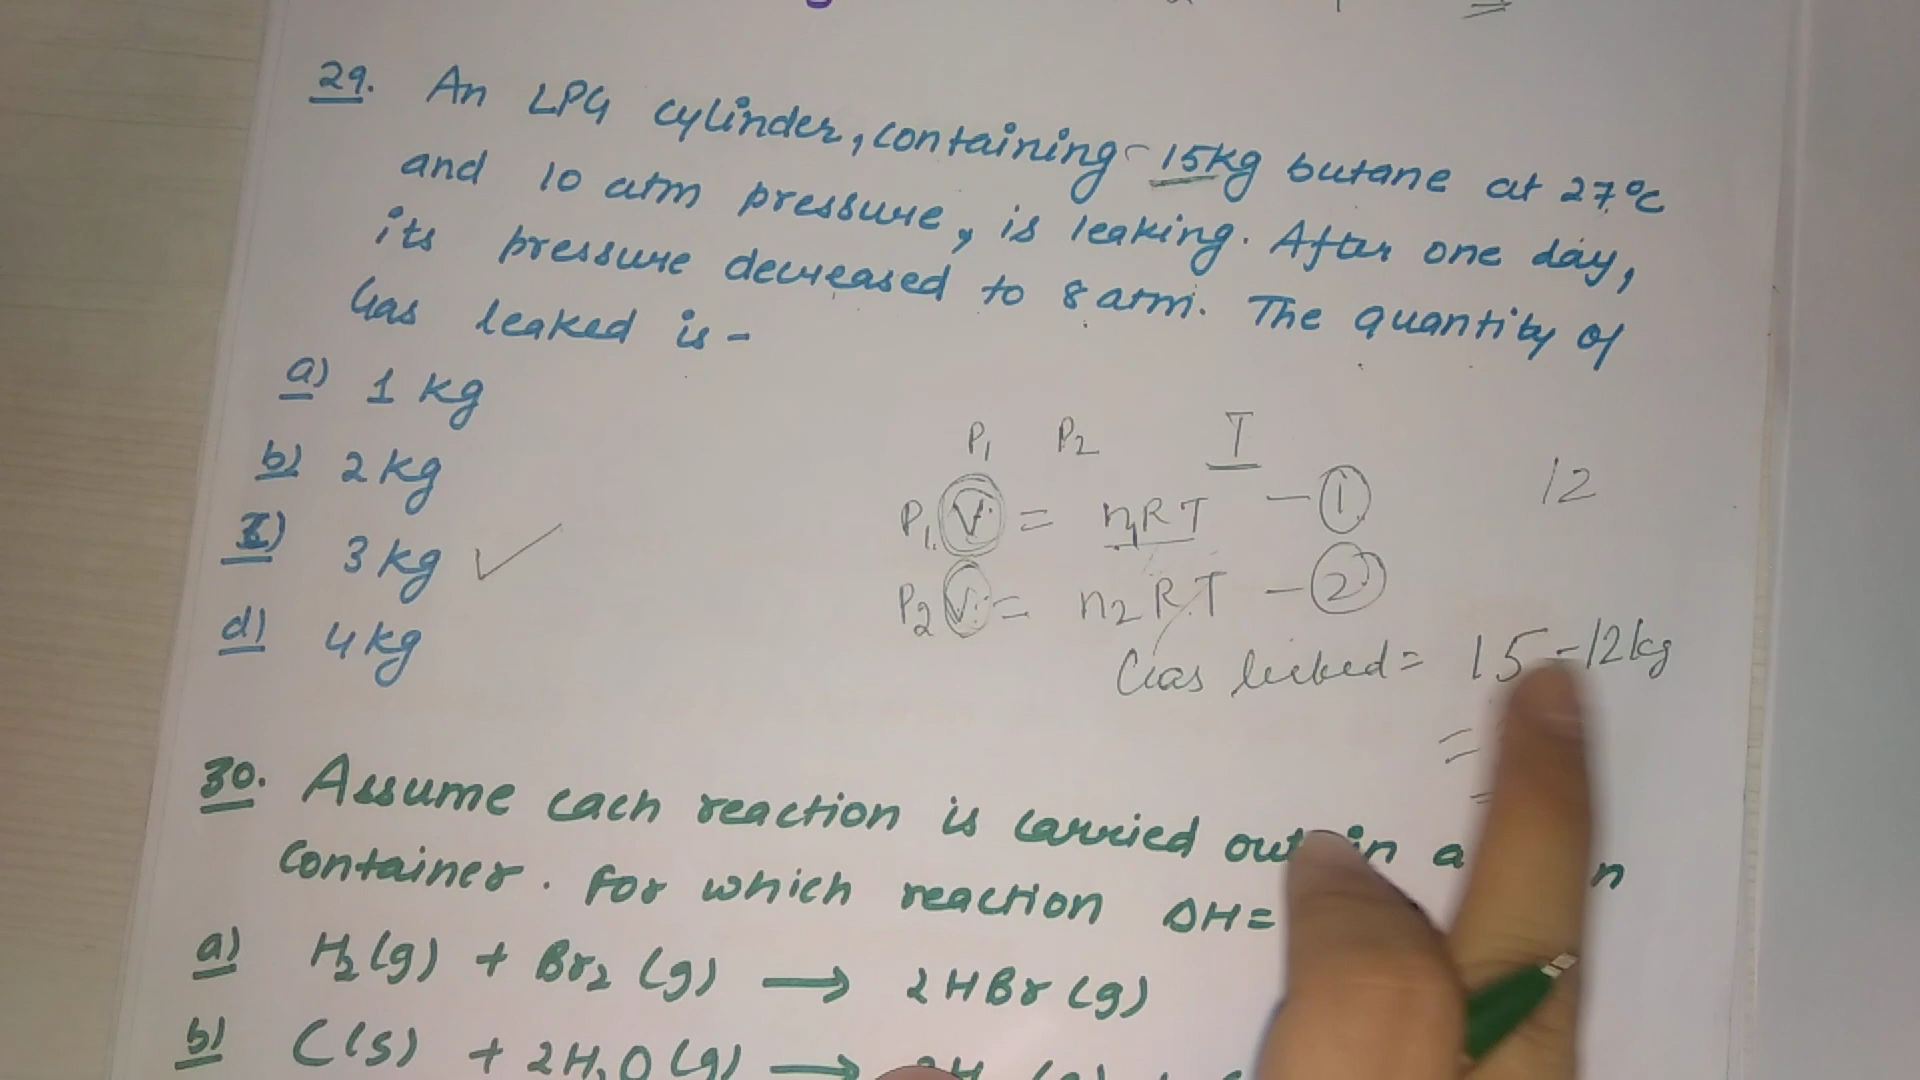 29. An LPG cylinder, containing 15kg butane at 27°C
and 10 atm pressure, is leaking. After one day,
its pressure decreased to 8 atm. The quantity of
Gas leaked is -
a) 1 kg
b) 2 kg
3 kg ✓
d) 4 kg
P1 P2 T
P1 V = n1RT - 1
12
P2 V = n2RT - 2
Gas leked = 15 - 12kg
=
=
30. Assume each reaction is carried out in a
container. For which reaction ΔH=
a) H2(g) + Br2(g) → 2HBr(g)
b) C(s) + 2H2O(g) →